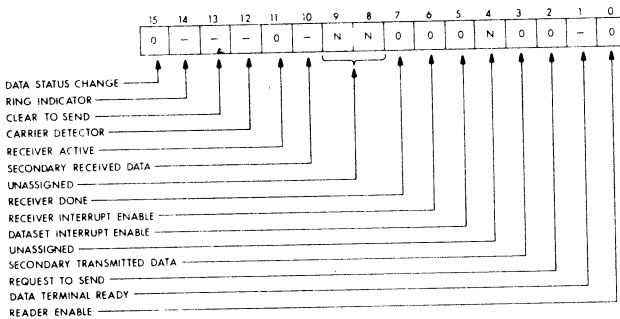 15 14 13 12 11 10 9 8 7 6 5 4 3 2 1 0
0 – – – 0 – N N 0 0 0 N 0 0 – 0
DATA STATUS CHANGE
RING INDICATOR
CLEAR TO SEND
CARRIER DETECTOR
RECEIVER ACTIVE
SECONDARY RECEIVED DATA
UNASSIGNED
RECEIVER DONE
RECEIVER INTERRUPT ENABLE
DATASET INTERRUPT ENABLE
UNASSIGNED
SECONDARY TRANSMITTED DATA
REQUEST TO SEND
DATA TERMINAL READY
READER ENABLE